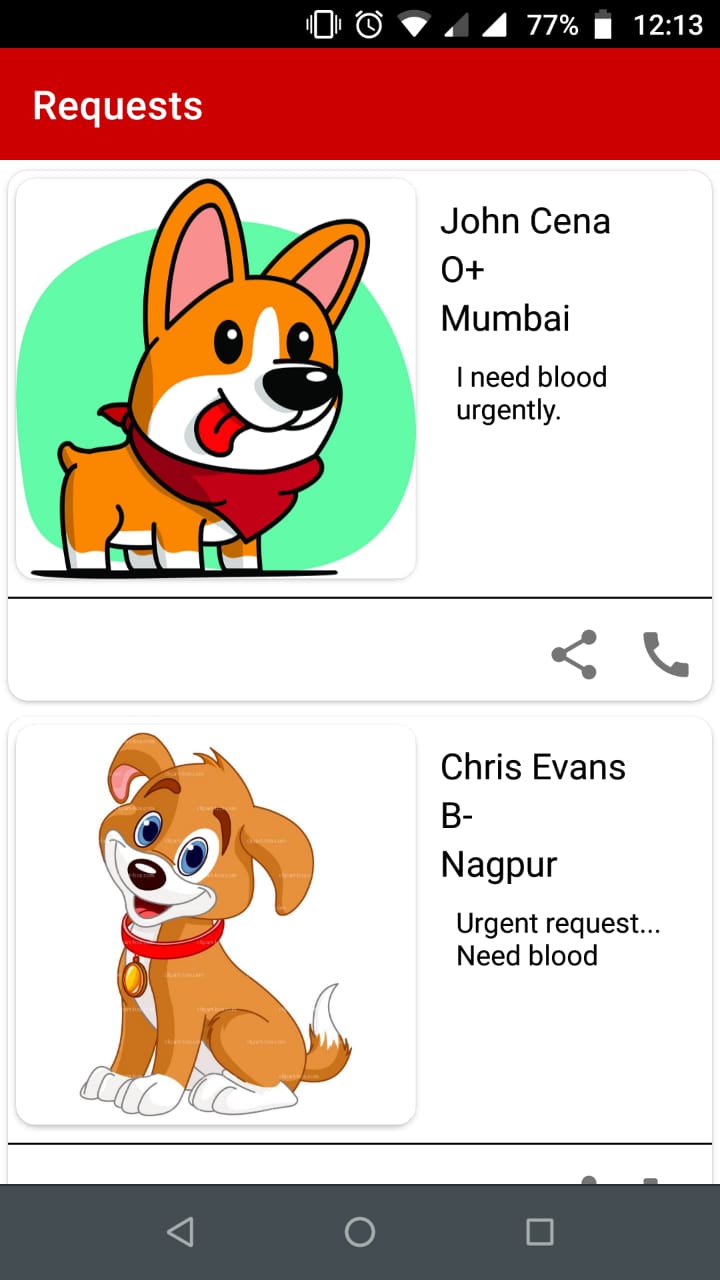 77% 12:13
Requests
John Cena
O+
Mumbai
I need blood
urgently.
Chris Evans
B-
Nagpur
Urgent request...
Need blood